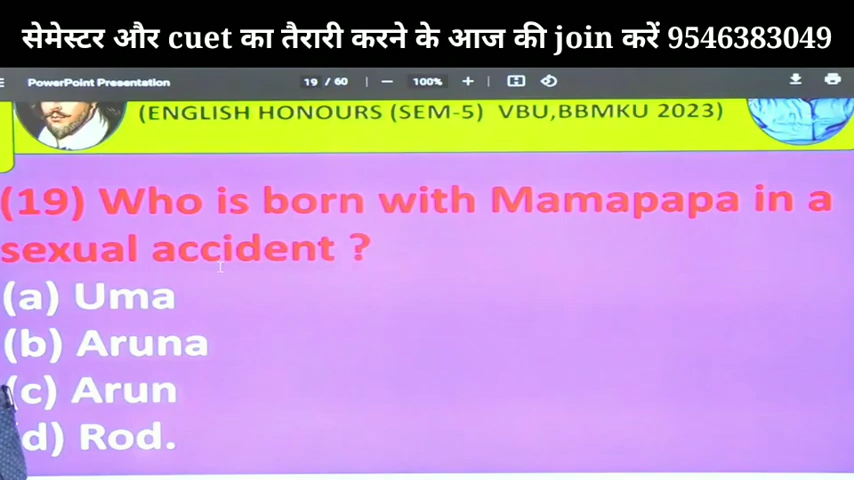 सेमेस्टर और cuet का तैरारी करने के आज की join करें 9546383049
PowerPoint Presentation 19 / 60 | — 100% + |
(ENGLISH HONOURS (SEM-5) VBU,BBMKU 2023)
(19) Who is born with Mamapapa in a
sexual accident ?
(a) Uma
(b) Aruna
(c) Arun
d) Rod.